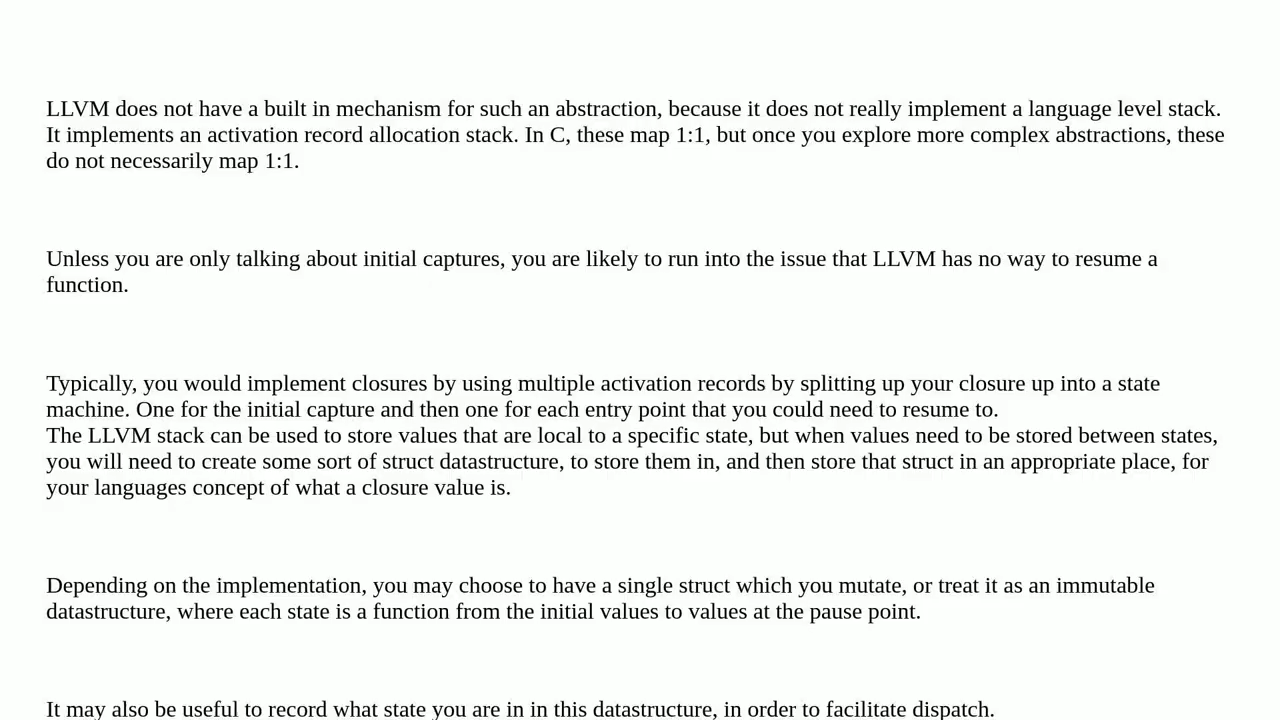 LLVM does not have a built in mechanism for such an abstraction, because it does not really implement a language level stack.
It implements an activation record allocation stack. In C, these map 1:1, but once you explore more complex abstractions, these
do not necessarily map 1:1.
Unless you are only talking about initial captures, you are likely to run into the issue that LLVM has no way to resume a
function.
Typically, you would implement closures by using multiple activation records by splitting up your closure up into a state
machine. One for the initial capture and then one for each entry point that you could need to resume to.
The LLVM stack can be used to store values that are local to a specific state, but when values need to be stored between states,
you will need to create some sort of struct datastructure, to store them in, and then store that struct in an appropriate place, for
your languages concept of what a closure value is.
Depending on the implementation, you may choose to have a single struct which you mutate, or treat it as an immutable
datastructure, where each state is a function from the initial values to values at the pause point.
It may also be useful to record what state you are in in this datastructure, in order to facilitate dispatch.